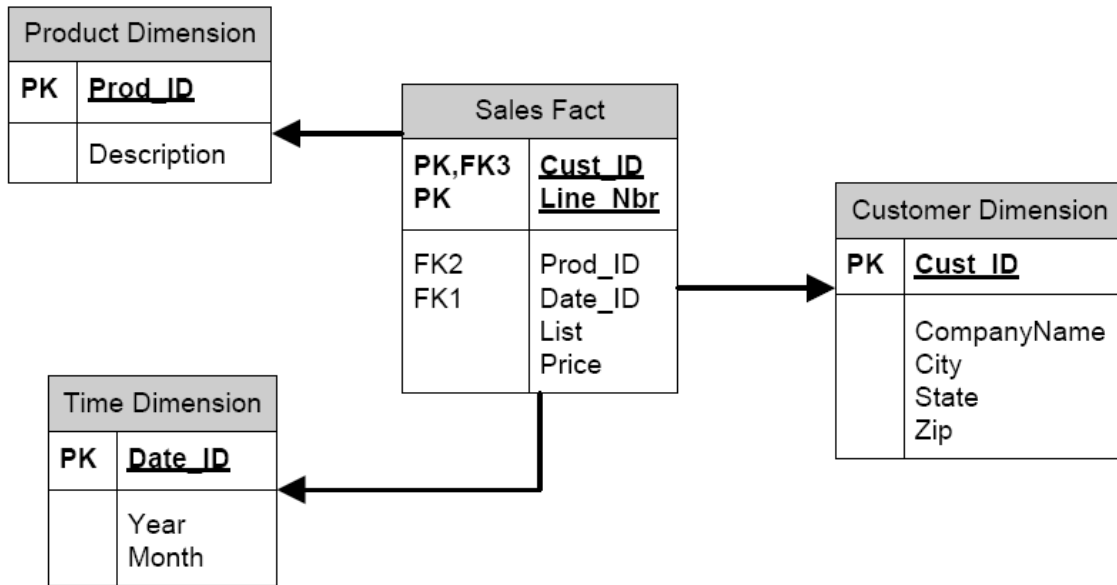 Product Dimension
PK Prod_ID
Description
Sales Fact
PK,FK3 Cust_ID
PK Line_Nbr
FK2 Prod_ID
FK1 Date_ID
List
Price
Customer Dimension
PK Cust_ID
CompanyName
City
State
Zip
Time Dimension
PK Date_ID
Year
Month